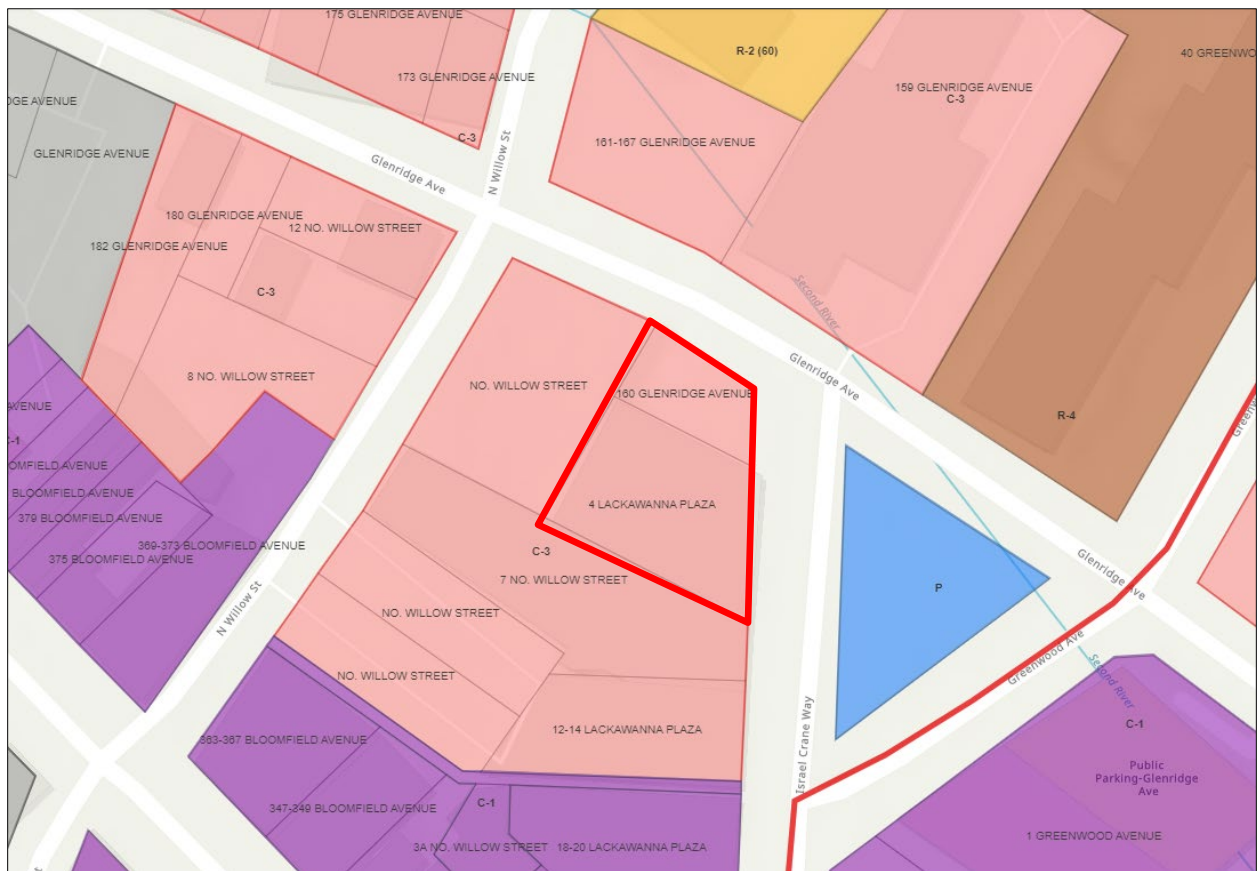 175 GLENRIDGE AVENUE
R-2 (60)
40 GREENWO
173 GLENRIDGE AVENUE
159 GLENRIDGE AVENUE
C-3
DGE AVENUE
C-3
161-167 GLENRIDGE AVENUE
GLENRIDGE AVENUE
Glenridge Ave
N Willow St
180 GLENRIDGE AVENUE
12 NO. WILLOW STREET
182 GLENRIDGE AVENUE
C-3
Second River
Glenridge Ave
8 NO. WILLOW STREET
NO. WILLOW STREET
160 GLENRIDGE AVENUE
AVENUE
C-1
R-4
Greenwo
OOMFIELD AVENUE
BLOOMFIELD AVENUE
379 BLOOMFIELD AVENUE
4 LACKAWANNA PLAZA
369-373 BLOOMFIELD AVENUE
375 BLOOMFIELD AVENUE
C-3
7 NO. WILLOW STREET
Glenridge Ave
P
N Willow St
NO. WILLOW STREET
Greenwood Ave
NO. WILLOW STREET
Second River
12-14 LACKAWANNA PLAZA
C-1
363-367 BLOOMFIELD AVENUE
Israel Crane Way
Public
Parking-Glenridge
Ave
347-349 BLOOMFIELD AVENUE
C-1
1 GREENWOOD AVENUE
3A NO. WILLOW STREET
18-20 LACKAWANNA PLAZA